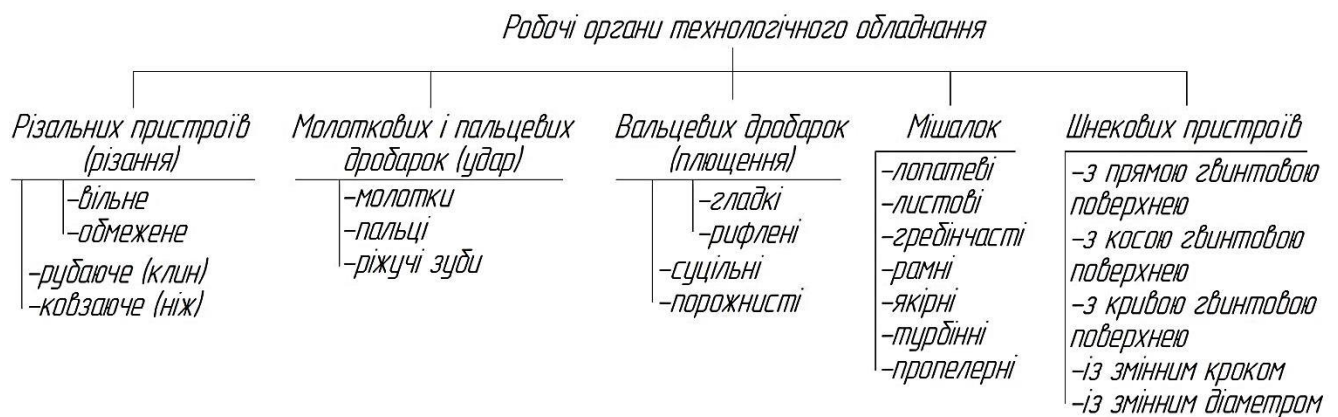 Робочі органи технологічного обладнання
Різальних пристроїв
(різання)
-вільне
-обмежене
-рубаюче (клин)
-ковзаюче (ніж)
Молоткових і пальцевих
дробарок (удар)
-молотки
-пальці
-ріжучі зуби
Вальцевих дробарок
(плющення)
-гладкі
-рифлені
-суцільні
-порожнисті
Мішалок
-лопатеві
-листові
-гребінчасті
-рамні
-якірні
-турбінні
-пропелерні
Шнекових пристроїв
-з прямою гвинтовою
поверхнею
-з косою гвинтовою
поверхнею
-з кривою гвинтовою
поверхнею
-із змінним кроком
-із змінним діаметром